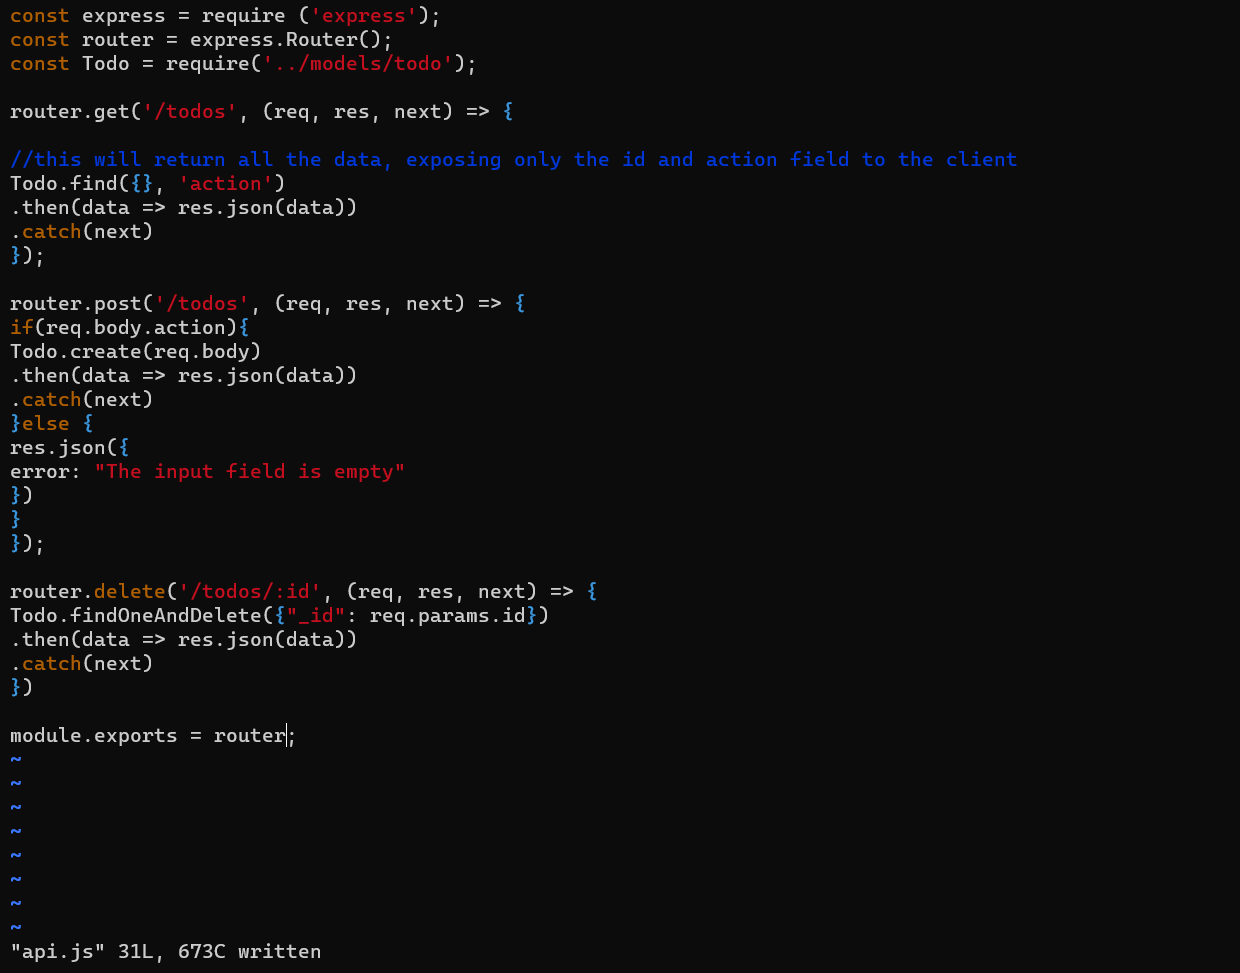 const express = require ('express');
const router = express.Router();
const Todo = require('../models/todo');

router.get('/todos', (req, res, next) => {

//this will return all the data, exposing only the id and action field to the client
Todo.find({}, 'action')
.then(data => res.json(data))
.catch(next)
});

router.post('/todos', (req, res, next) => {
if(req.body.action){
Todo.create(req.body)
.then(data => res.json(data))
.catch(next)
}else {
res.json({
error: "The input field is empty"
})
}
});

router.delete('/todos/:id', (req, res, next) => {
Todo.findOneAndDelete({"_id": req.params.id})
.then(data => res.json(data))
.catch(next)
})

module.exports = router;
~
~
~
~
~
~
~
~
"api.js" 31L, 673C written